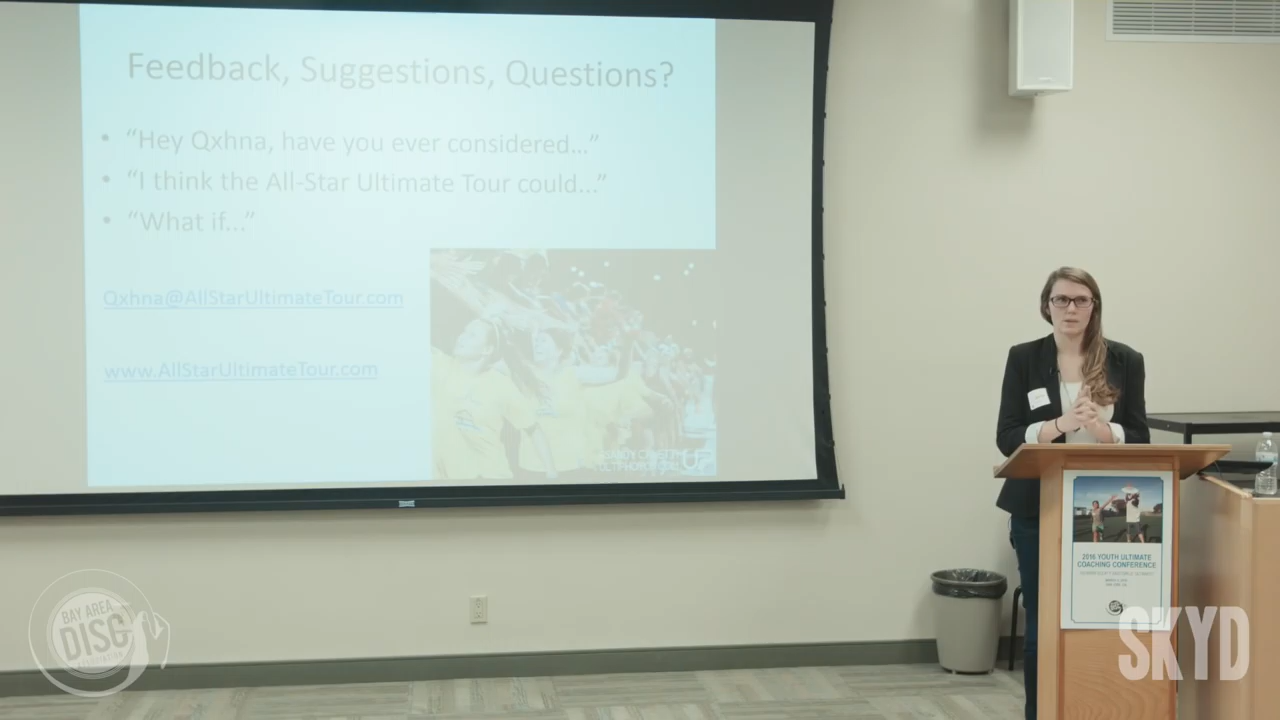 Feedback, Suggestions, Questions?
• “Hey Qxhna, have you ever considered...”
• “I think the All-Star Ultimate Tour could...”
• “What if...”
Qxhna@AllStarUltimateTour.com
www.AllStarUltimateTour.com
2016 YOUTH ULTIMATE
COACHING CONFERENCE
BAY AREA
DISC
SKYD